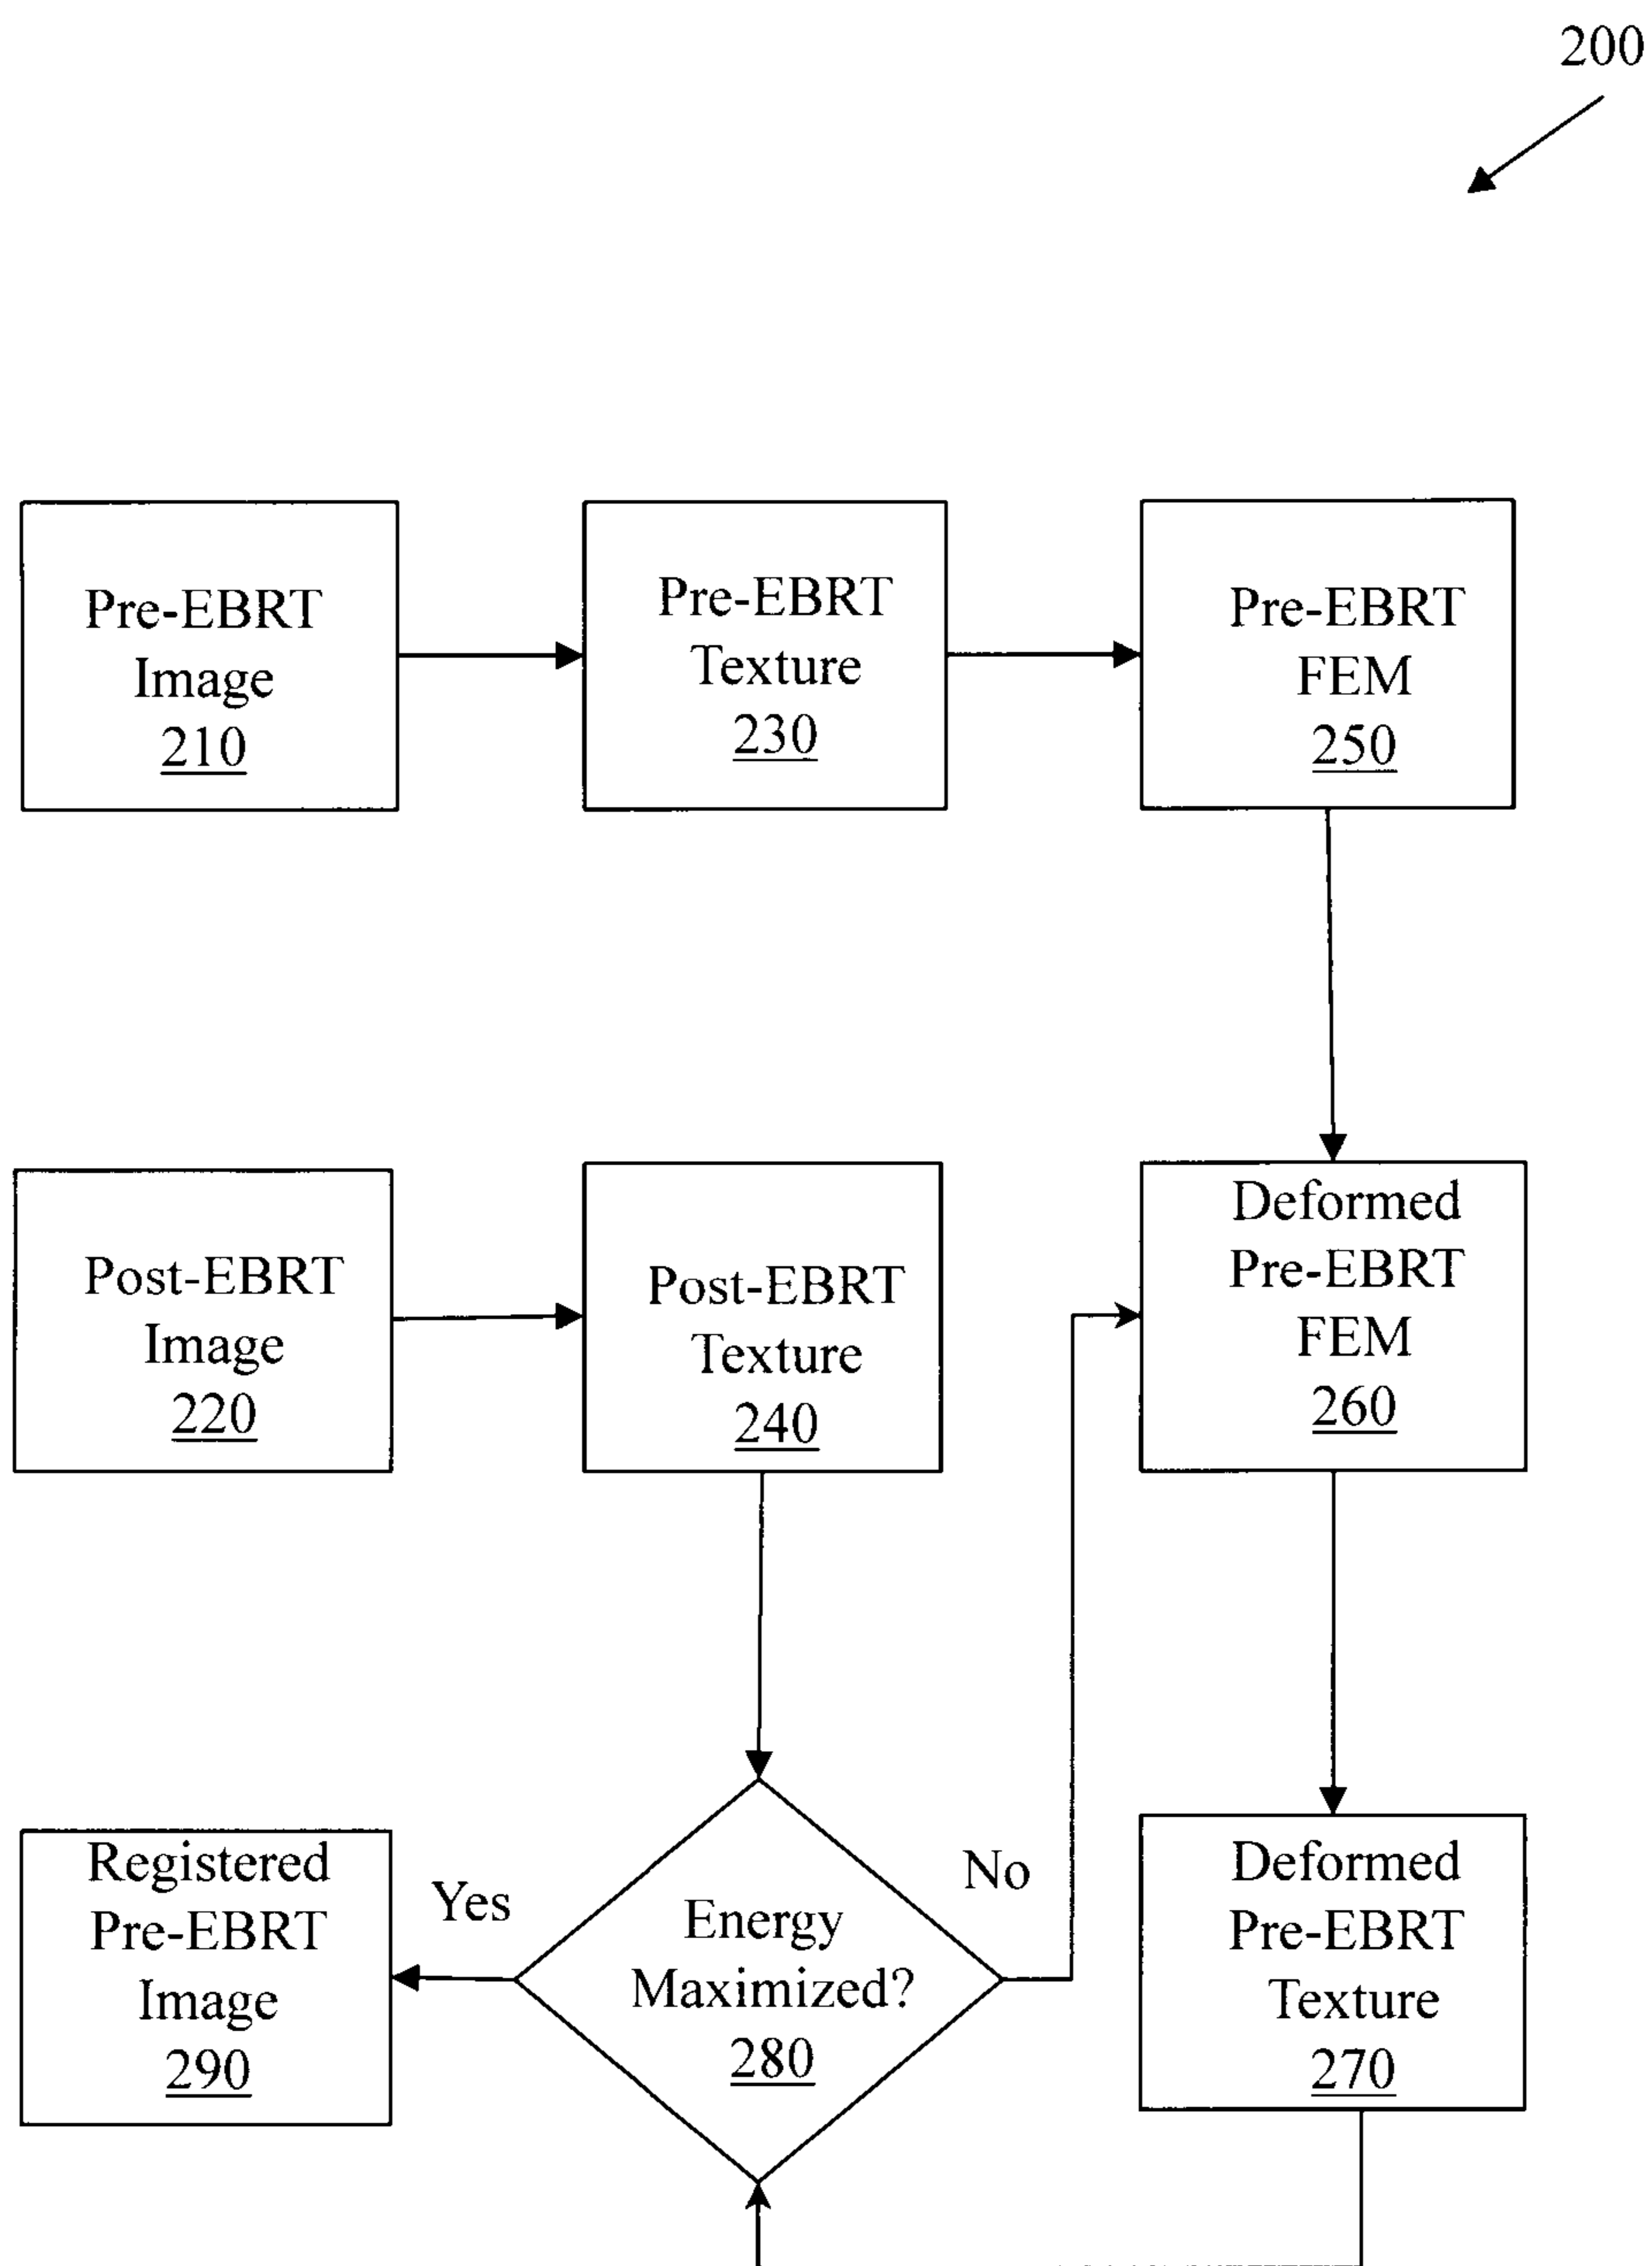 200
Pre-EBRT
Image
210
Pre-EBRT
Texture
230
Pre-EBRT
FEM
250
Post-EBRT
Image
220
Post-EBRT
Texture
240
Deformed
Pre-EBRT
FEM
260
Registered
Pre-EBRT
Image
290
Yes
Energy
Maximized?
280
No
Deformed
Pre-EBRT
Texture
270